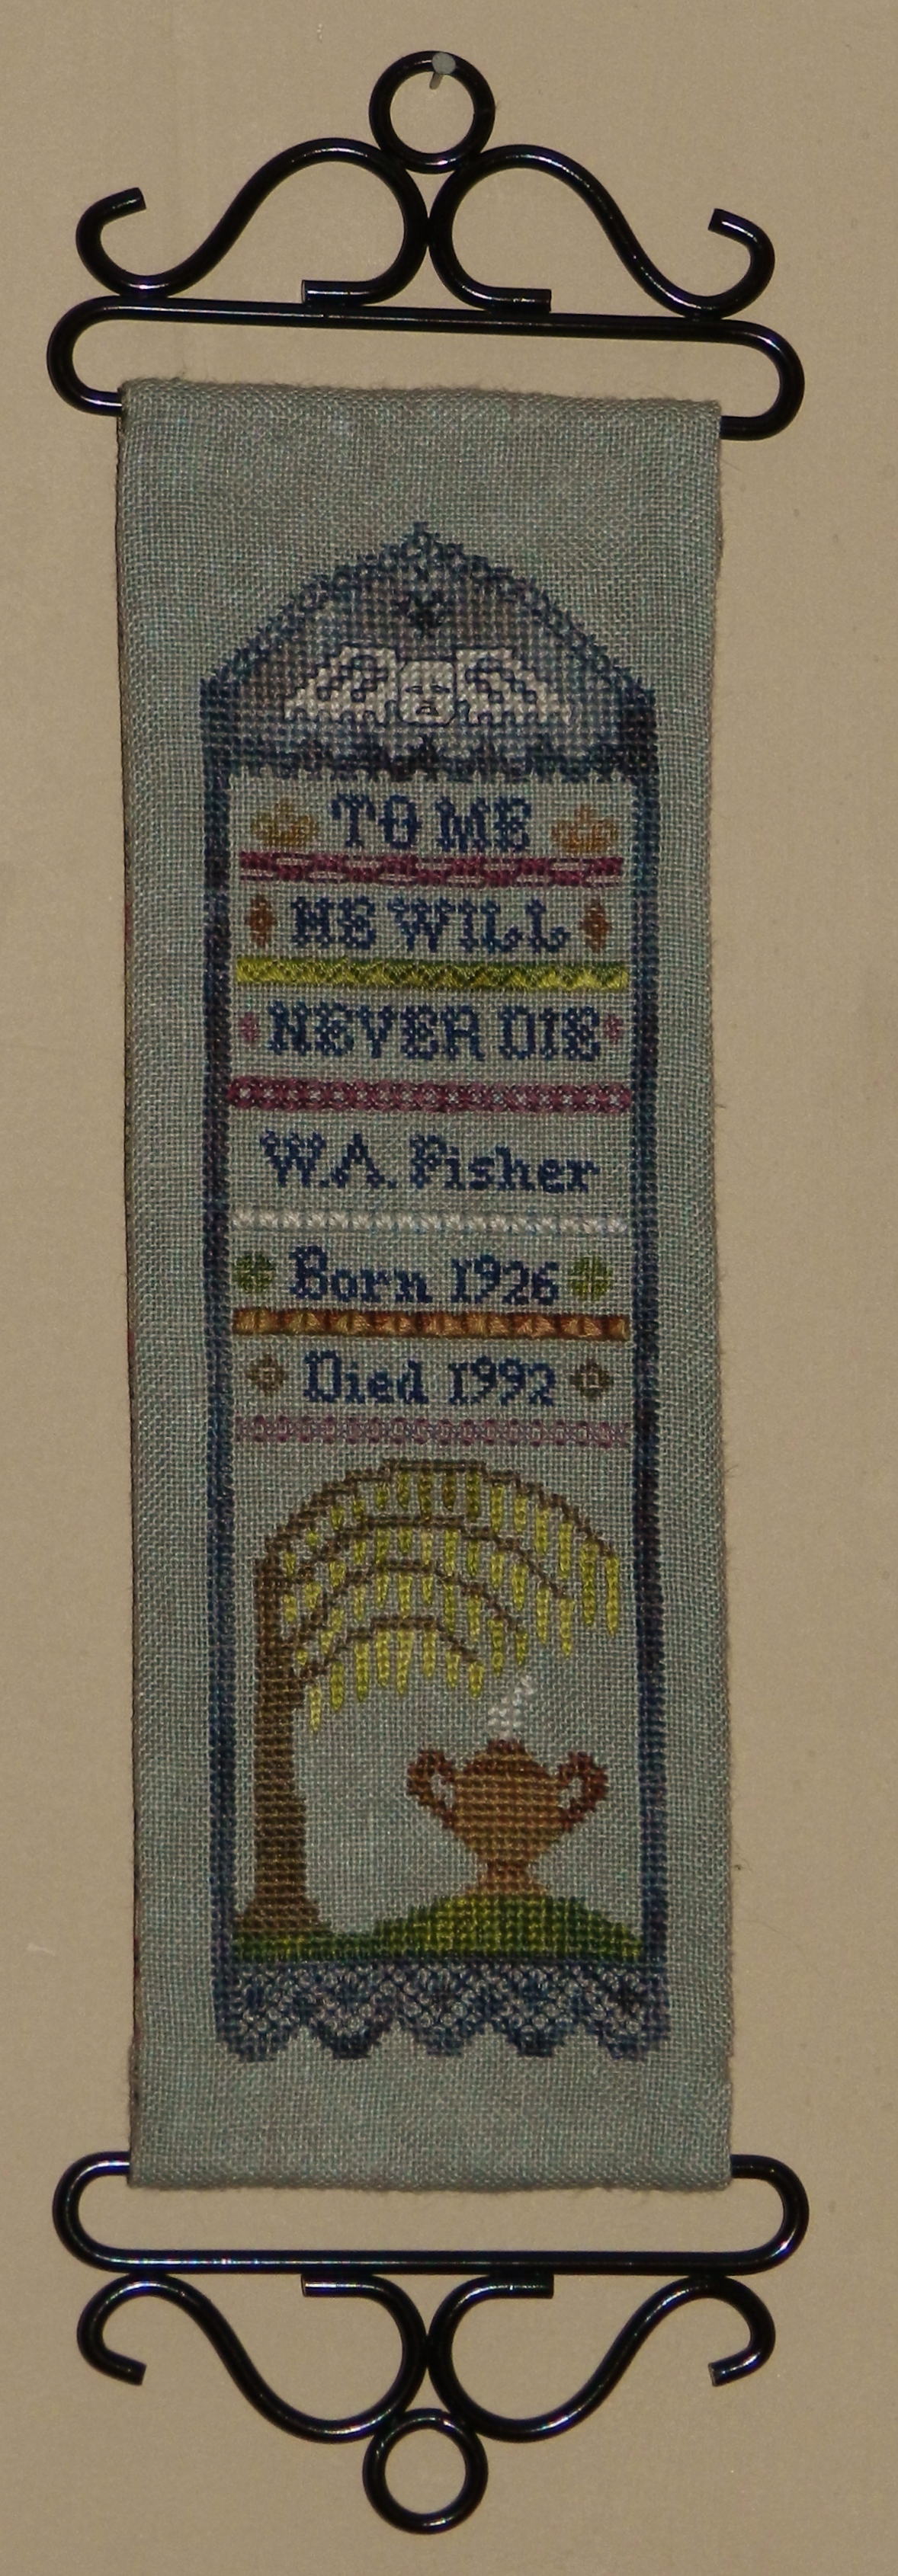 TO ME
HE WILL
NEVER DIE
W.A. Fisher
Born 1926
Died 1992